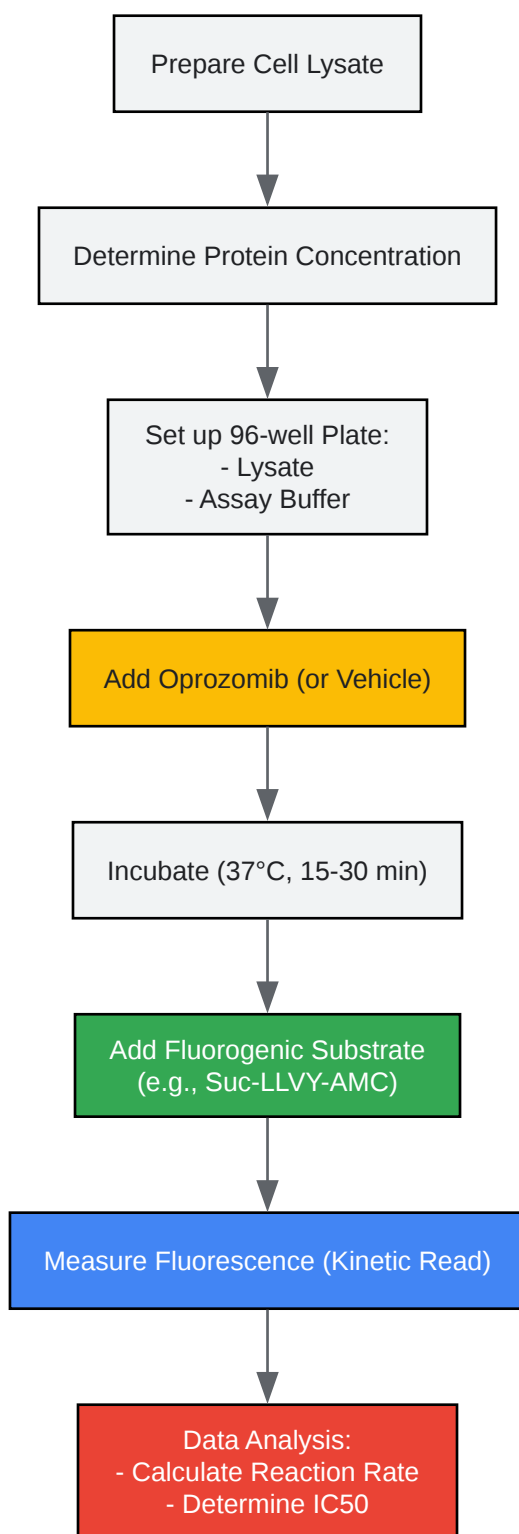 Prepare Cell Lysate
Determine Protein Concentration
Set up 96-well Plate:
- Lysate
- Assay Buffer
Add Oprozomib (or Vehicle)
Incubate (37°C, 15-30 min)
Add Fluorogenic Substrate
(e.g., Suc-LLVY-AMC)
Measure Fluorescence (Kinetic Read)
Data Analysis:
- Calculate Reaction Rate
- Determine IC50